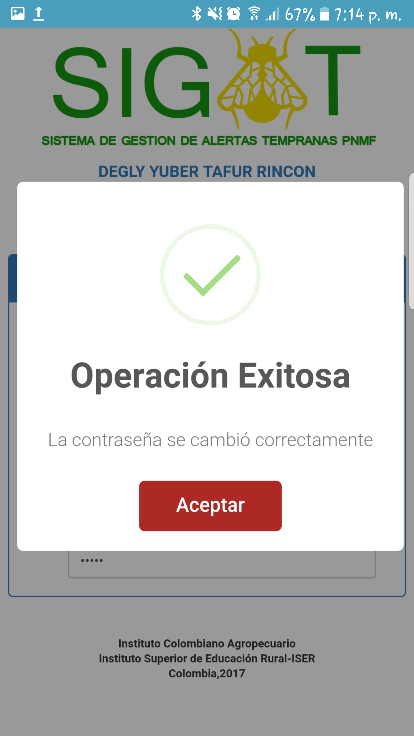 67% 7:14 p. m.
SIGAT
SISTEMA DE GESTION DE ALERTAS TEMPRANAS PNMF
DEGLY YUBER TAFUR RINCON
Operación Exitosa
La contraseña se cambió correctamente
Aceptar
•••••
Instituto Colombiano Agropecuario
Instituto Superior de Educación Rural-ISER
Colombia,2017